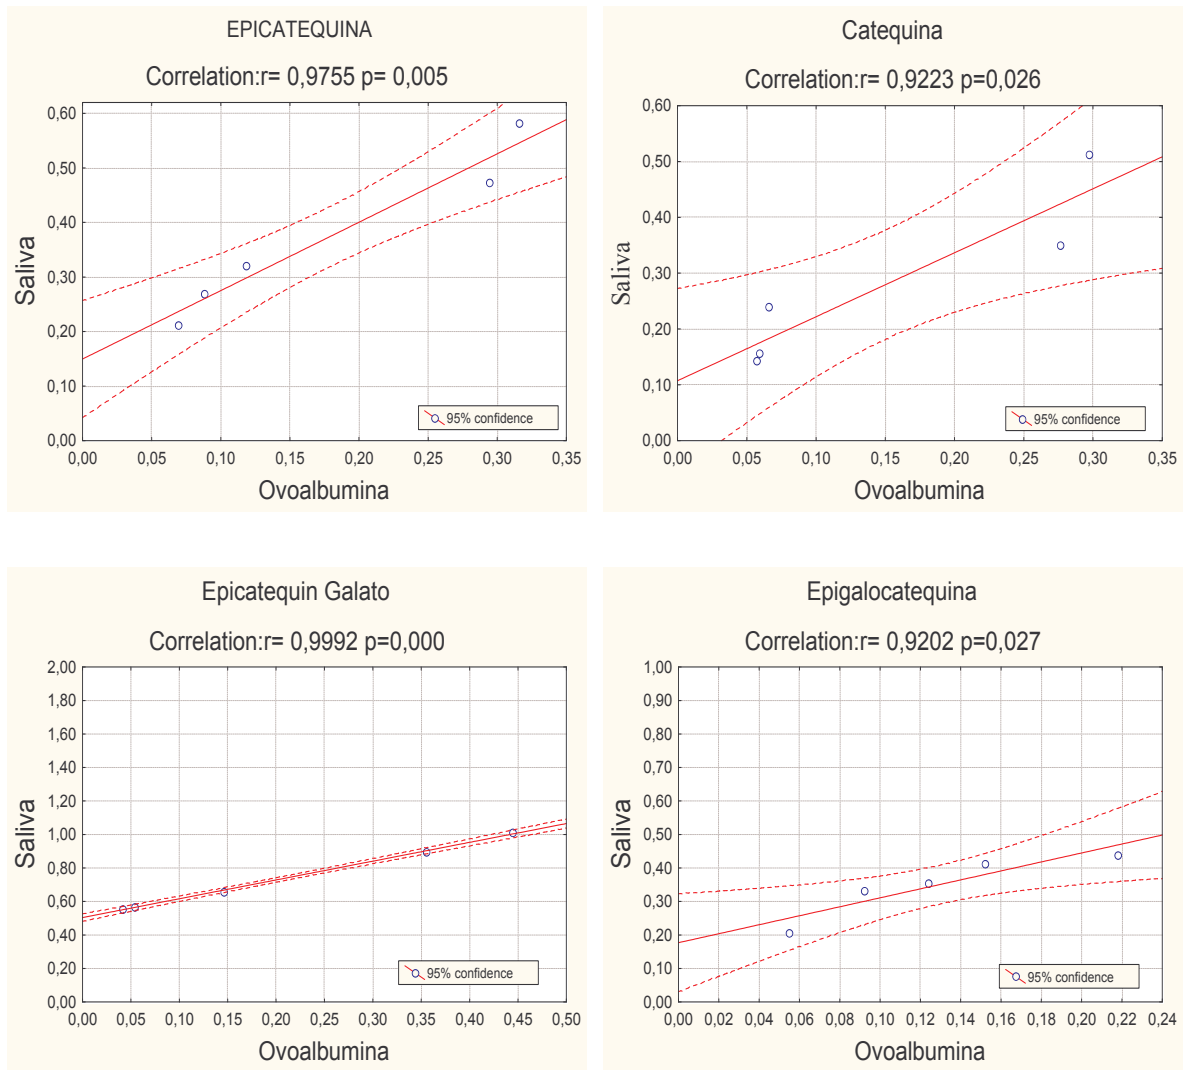 EPICATEQUINA
Correlation:r= 0,9755 p= 0,005
0,60
0,50
0,40
0,30
0,20
0,10
0,00
Saliva
95% confidence
0,00 0,05 0,10 0,15 0,20 0,25 0,30 0,35
Ovoalbumina
Catequina
Correlation:r= 0,9223 p=0,026
0,60
0,50
0,40
0,30
0,20
0,10
0,00
Saliva
95% confidence
0,00 0,05 0,10 0,15 0,20 0,25 0,30 0,35
Ovoalbumina
Epicatequin Galato
Correlation:r= 0,9992 p=0,000
2,00
1,80
1,60
1,40
1,20
1,00
0,80
0,60
0,40
0,20
0,00
Saliva
95% confidence
0,00 0,05 0,10 0,15 0,20 0,25 0,30 0,35 0,40 0,45 0,50
Ovoalbumina
Epigalocatequina
Correlation:r= 0,9202 p=0,027
1,00
0,90
0,80
0,70
0,60
0,50
0,40
0,30
0,20
0,10
0,00
Saliva
95% confidence
0,00 0,02 0,04 0,06 0,08 0,10 0,12 0,14 0,16 0,18 0,20 0,22 0,24
Ovoalbumina